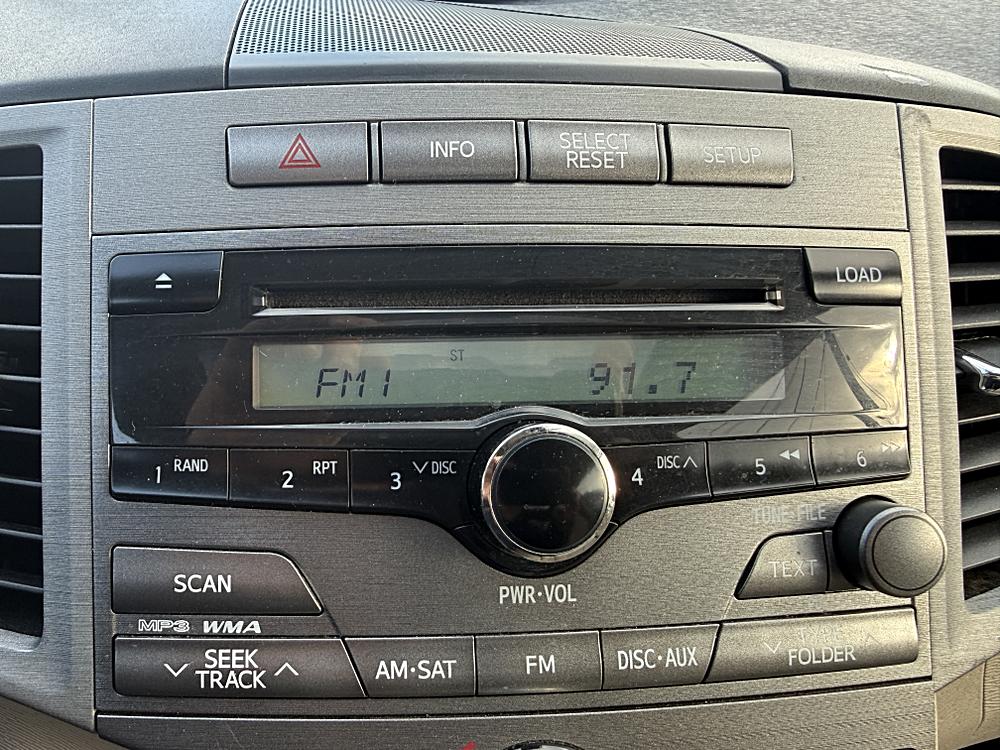 INFO
SELECT
RESET
SETUP
LOAD
ST
FM1 91.7
1 RAND
2 RPT
3 DISC
4 DISC
5
6
TUNE·FILE
SCAN
TEXT
PWR·VOL
MP3 WMA
SEEK
TRACK
AM·SAT
FM
DISC·AUX
TYPE
FOLDER